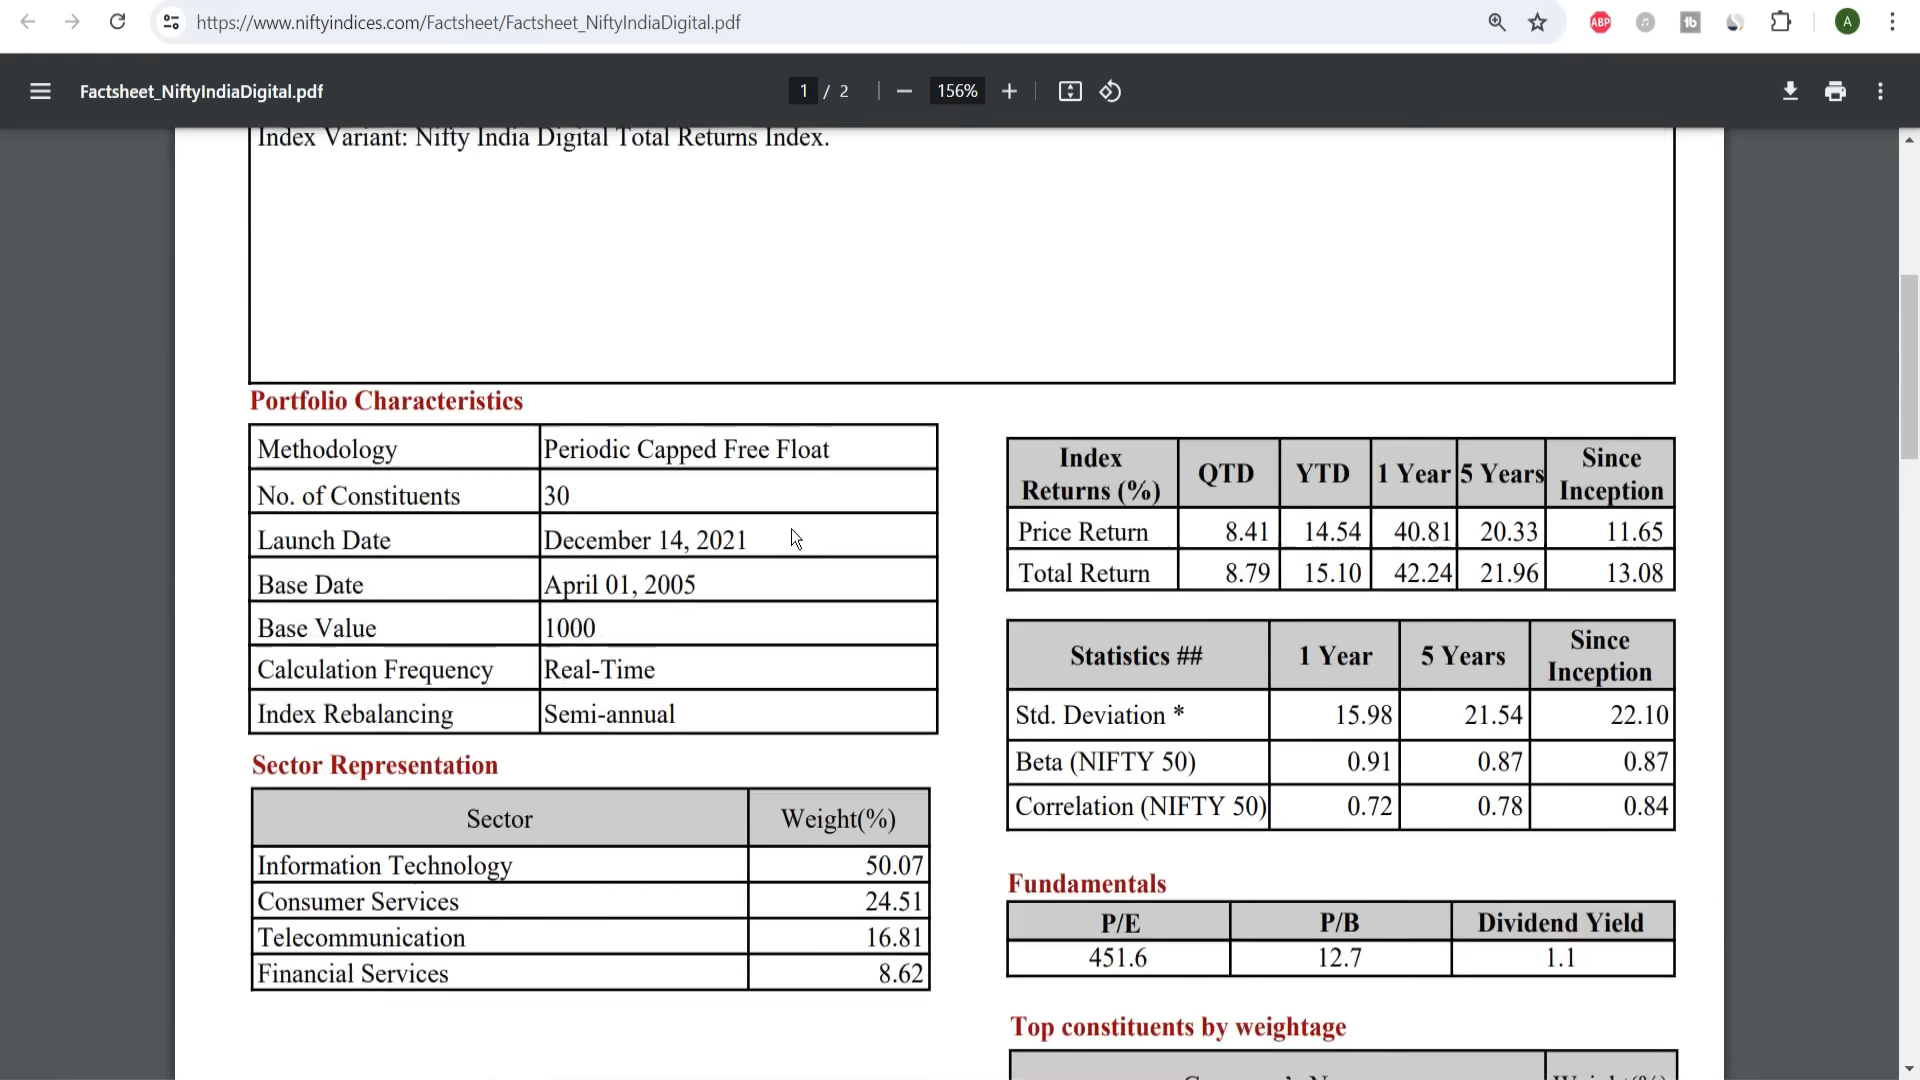 https://www.niftyindices.com/Factsheet/Factsheet_NiftyIndiaDigital.pdf
ABP
A
Factsheet_NiftyIndiaDigital.pdf
1 / 2
156%
Index Variant: Nifty India Digital Total Returns Index.
Portfolio Characteristics
Methodology Periodic Capped Free Float
No. of Constituents 30
Launch Date December 14, 2021
Base Date April 01, 2005
Base Value 1000
Calculation Frequency Real-Time
Index Rebalancing Semi-annual
Sector Representation
Sector Weight(%)
Information Technology 50.07
Consumer Services 24.51
Telecommunication 16.81
Financial Services 8.62
Index Returns (%) QTD YTD 1 Year 5 Years Since Inception
Price Return 8.41 14.54 40.81 20.33 11.65
Total Return 8.79 15.10 42.24 21.96 13.08
Statistics ## 1 Year 5 Years Since Inception
Std. Deviation * 15.98 21.54 22.10
Beta (NIFTY 50) 0.91 0.87 0.87
Correlation (NIFTY 50) 0.72 0.78 0.84
Fundamentals
P/E P/B Dividend Yield
451.6 12.7 1.1
Top constituents by weightage